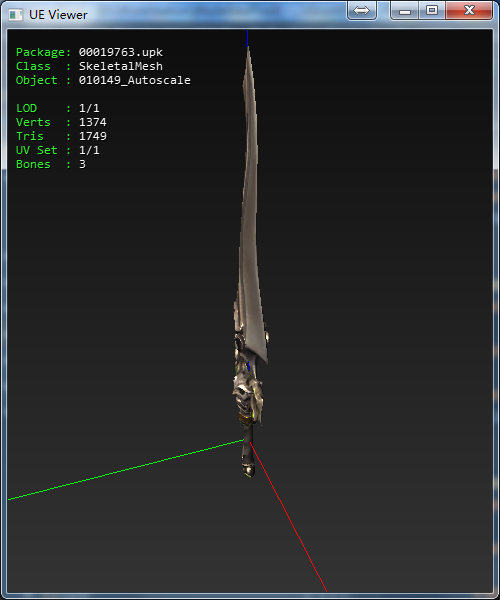 UE Viewer
Package: 00019763.upk
Class : SkeletalMesh
Object : 010149_Autoscale
LOD : 1/1
Verts : 1374
Tris : 1749
UV Set : 1/1
Bones : 3